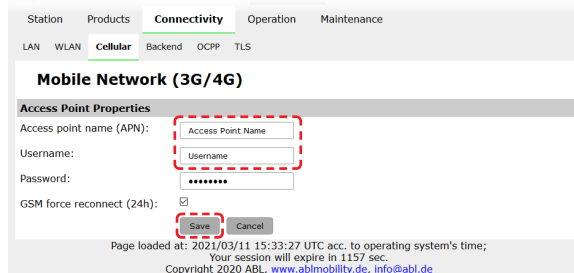 Station Products Connectivity Operation Maintenance
LAN WLAN Cellular Backend OCPP TLS
Mobile Network (3G/4G)
Access Point Properties
Access point name (APN): Access Point Name
Username: Username
Password: ••••••••
GSM force reconnect (24h):
Save Cancel
Page loaded at: 2021/03/11 15:33:27 UTC acc. to operating system's time;
Your session will expire in 1157 sec.
Copyright 2020 ABL, www.ablmobility.de, info@abl.de